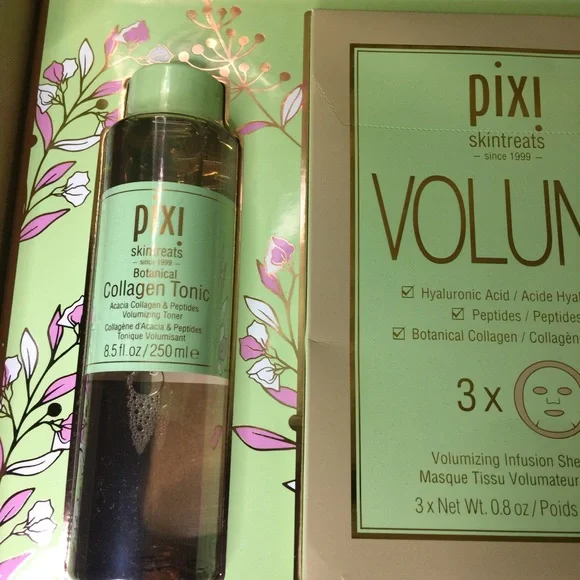 pixi
skintreats
– since 1999 –
Botanical
Collagen Tonic
Acacia Collagen & Peptides
Volumizing Toner
Collagène d'Acacia & Peptides
Tonique Volumisant
8.5 fl. oz / 250 ml ℮
pixi
skintreats
– since 1999 –
VOLUM
Hyaluronic Acid / Acide Hya
Peptides / Peptides
Botanical Collagen / Collagèn
3 x
Volumizing Infusion She
Masque Tissu Volumateur
3 x Net Wt. 0.8 oz / Poids